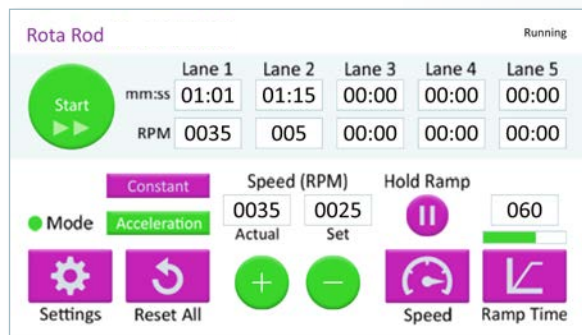 Rota Rod
Running
Lane 1 Lane 2 Lane 3 Lane 4 Lane 5
Start
mm:ss 01:01 01:15 00:00 00:00 00:00
RPM 0035 005 00:00 00:00 00:00
Constant
Speed (RPM)
Hold Ramp
Mode
Acceleration
0035 0025
060
Actual Set
Settings Reset All Speed Ramp Time